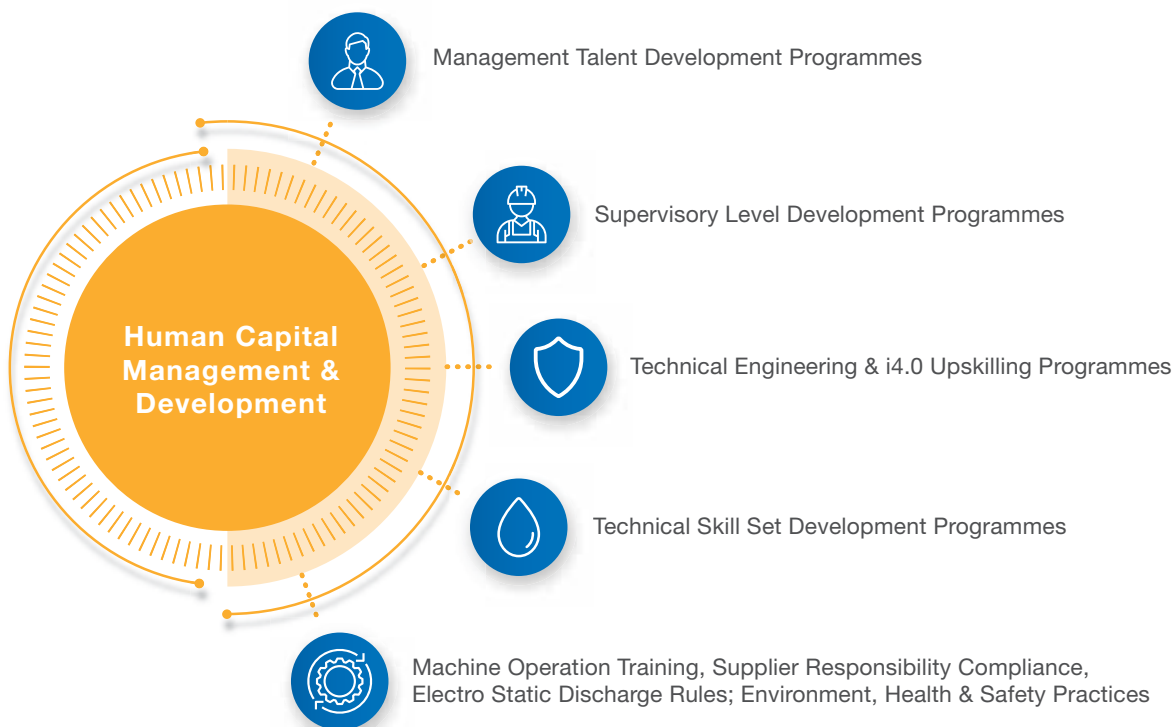 Management Talent Development Programmes
Supervisory Level Development Programmes
Human Capital
Management &
Development
Technical Engineering & i4.0 Upskilling Programmes
Technical Skill Set Development Programmes
Machine Operation Training, Supplier Responsibility Compliance,
Electro Static Discharge Rules; Environment, Health & Safety Practices